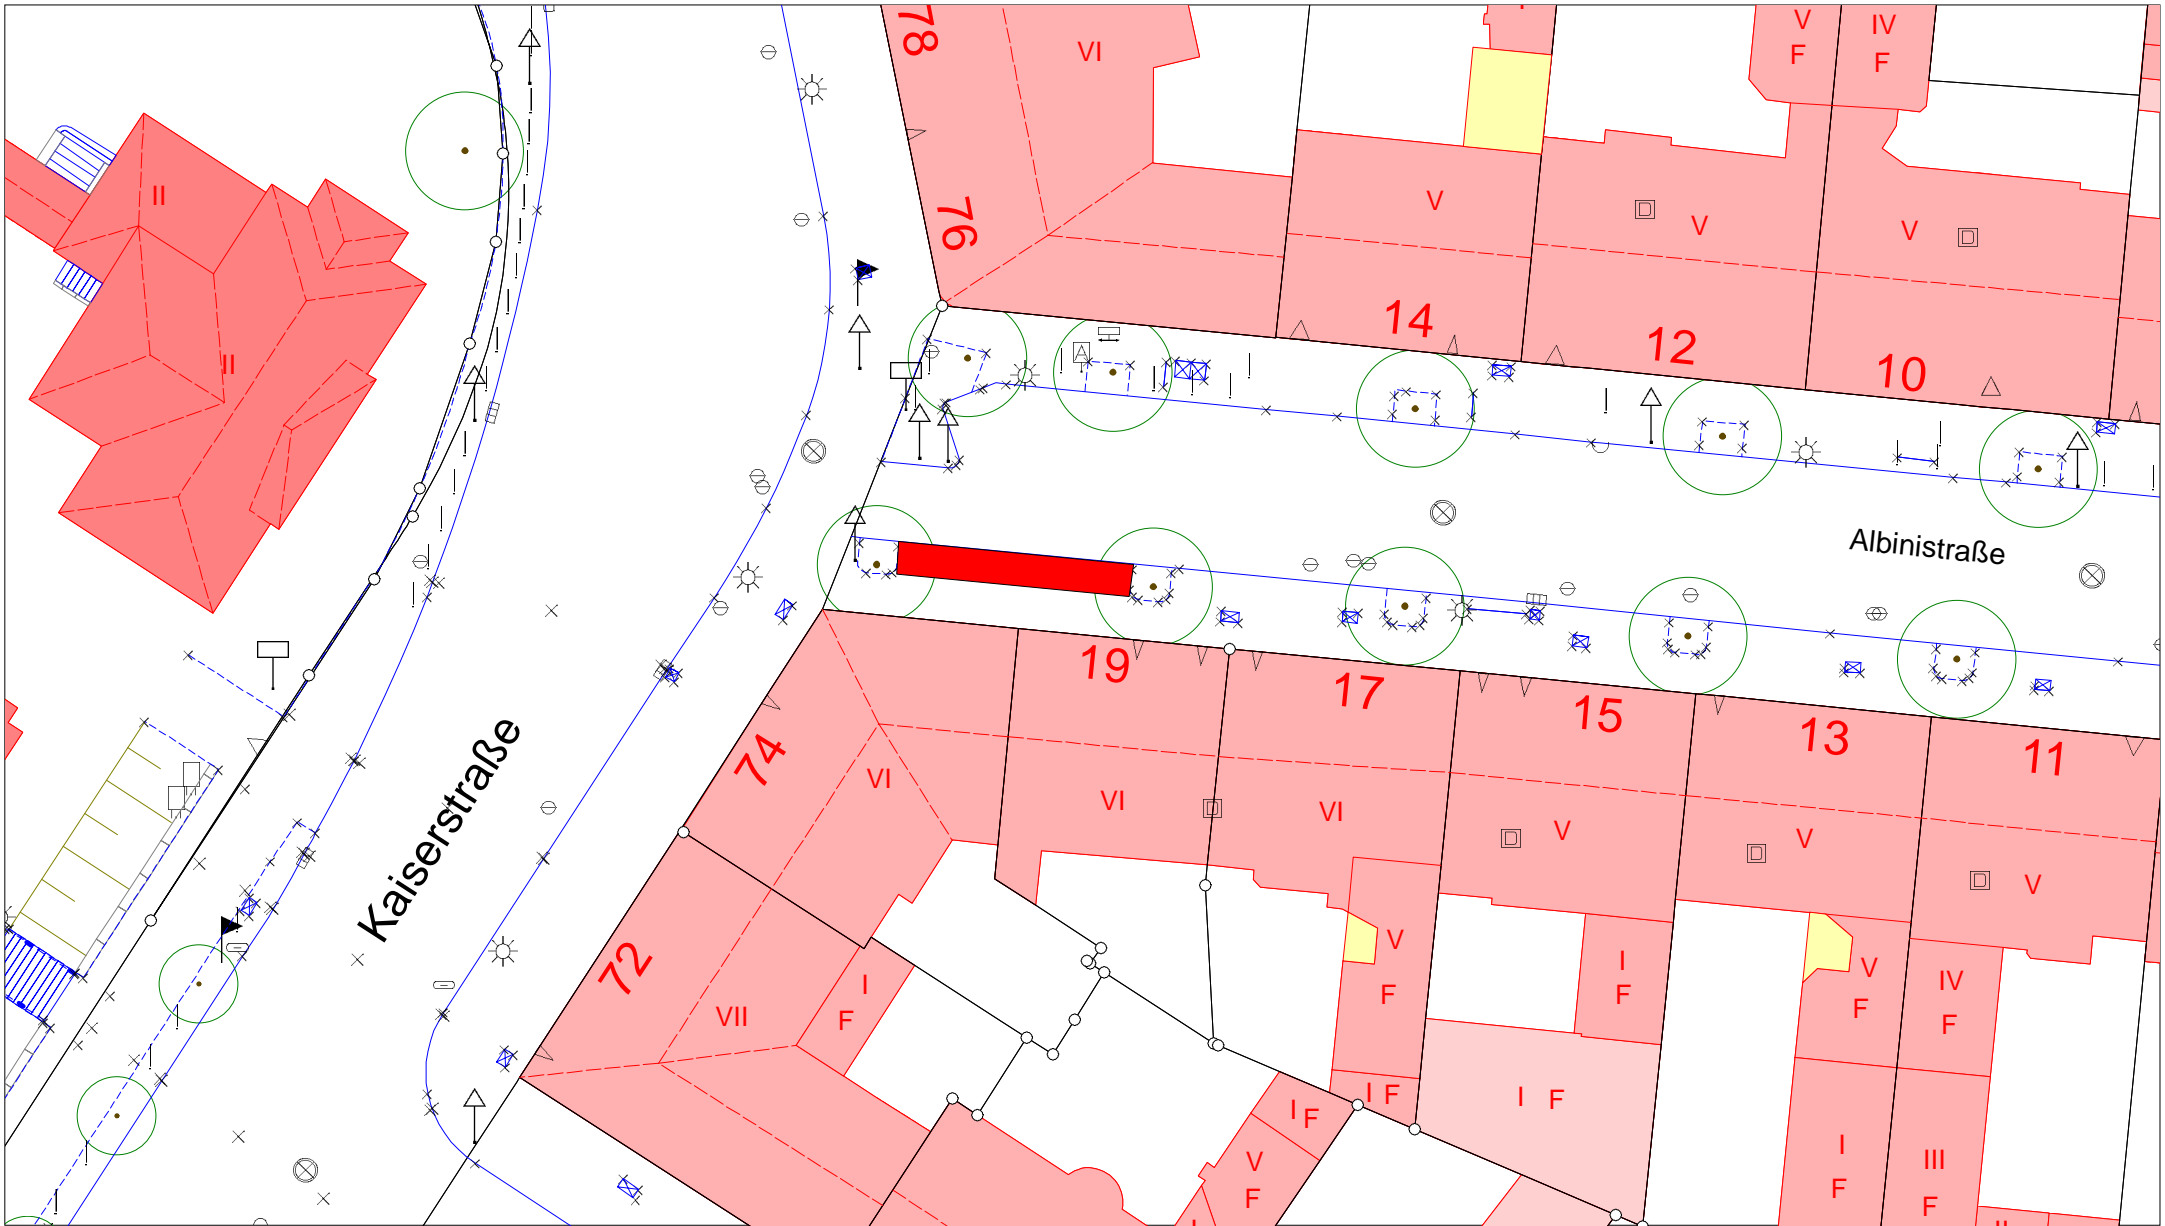 78
VI
V
F
IV
F
II
76
V
V
V
II
14
12
10
A
Albinistraße
19
17
15
13
11
Kaiserstraße
74
VI
VI
VI
V
V
V
72
VII
I
F
V
F
I
F
V
F
IV
F
I F
I F
I F
V
F
I
F
III
F